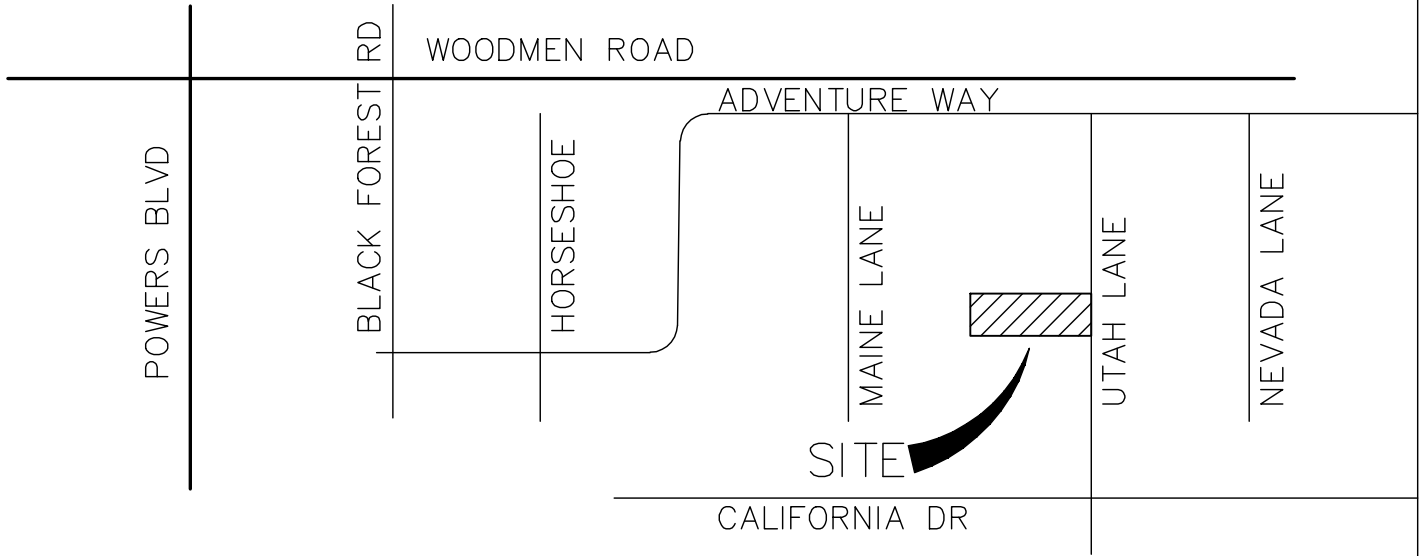 WOODMEN ROAD
ADVENTURE WAY
POWERS BLVD
BLACK FOREST RD
HORSESHOE
MAINE LANE
UTAH LANE
NEVADA LANE
SITE
CALIFORNIA DR